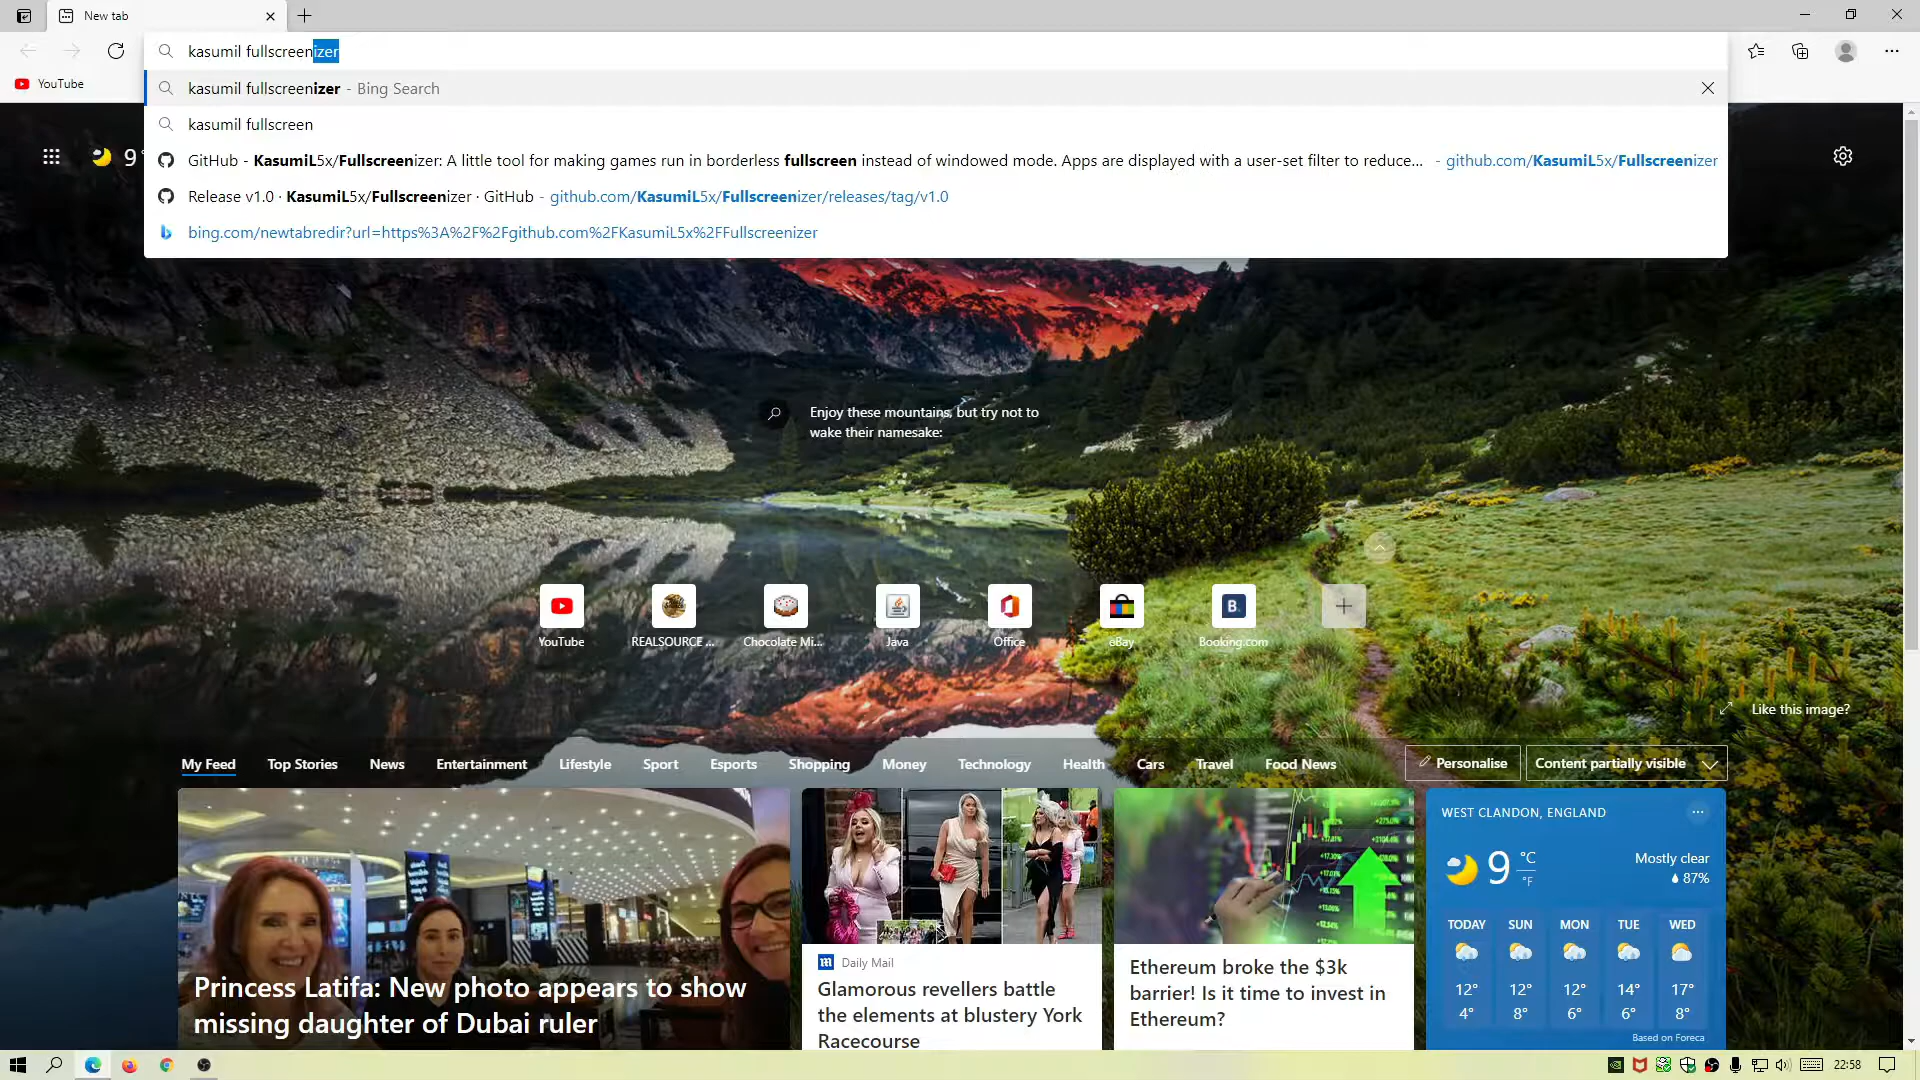 New tab
kasumil fullscreenizer
YouTube
kasumil fullscreenizer - Bing Search
kasumil fullscreen
GitHub - KasumiL5x/Fullscreenizer: A little tool for making games run in borderless fullscreen instead of windowed mode. Apps are displayed with a user-set filter to reduce... - github.com/KasumiL5x/Fullscreenizer
Release v1.0 · KasumiL5x/Fullscreenizer · GitHub - github.com/KasumiL5x/Fullscreenizer/releases/tag/v1.0
bing.com/newtabredir?url=https%3A%2F%2Fgithub.com%2FKasumiL5x%2FFullscreenizer
9°
Enjoy these mountains, but try not to
wake their namesake:
YouTube
REALSOURCE ...
Chocolate Mi...
Java
Office
eBay
B.
Booking.com
Like this image?
My Feed
Top Stories
News
Entertainment
Lifestyle
Sport
Esports
Shopping
Money
Technology
Health
Cars
Travel
Food News
Personalise
Content partially visible
Princess Latifa: New photo appears to show
missing daughter of Dubai ruler
Daily Mail
Glamorous revellers battle
the elements at blustery York
Racecourse
Ethereum broke the $3k
barrier! Is it time to invest in
Ethereum?
WEST CLANDON, ENGLAND
9 °C
°F
Mostly clear
87%
TODAY SUN MON TUE WED
12° 12° 12° 14° 17°
4° 8° 6° 6° 8°
Based on Foreca
22:58